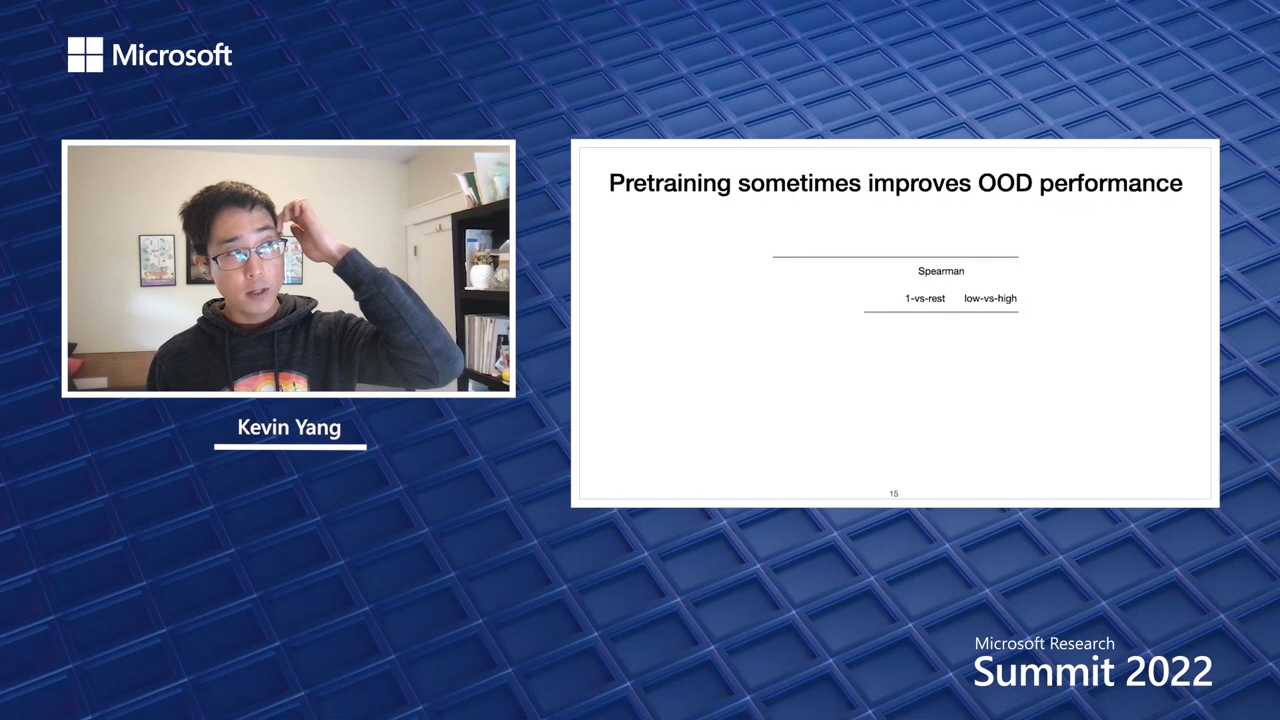 Microsoft
Pretraining sometimes improves OOD performance
Spearman
1-vs-rest low-vs-high
15
Kevin Yang
Microsoft Research
Summit 2022